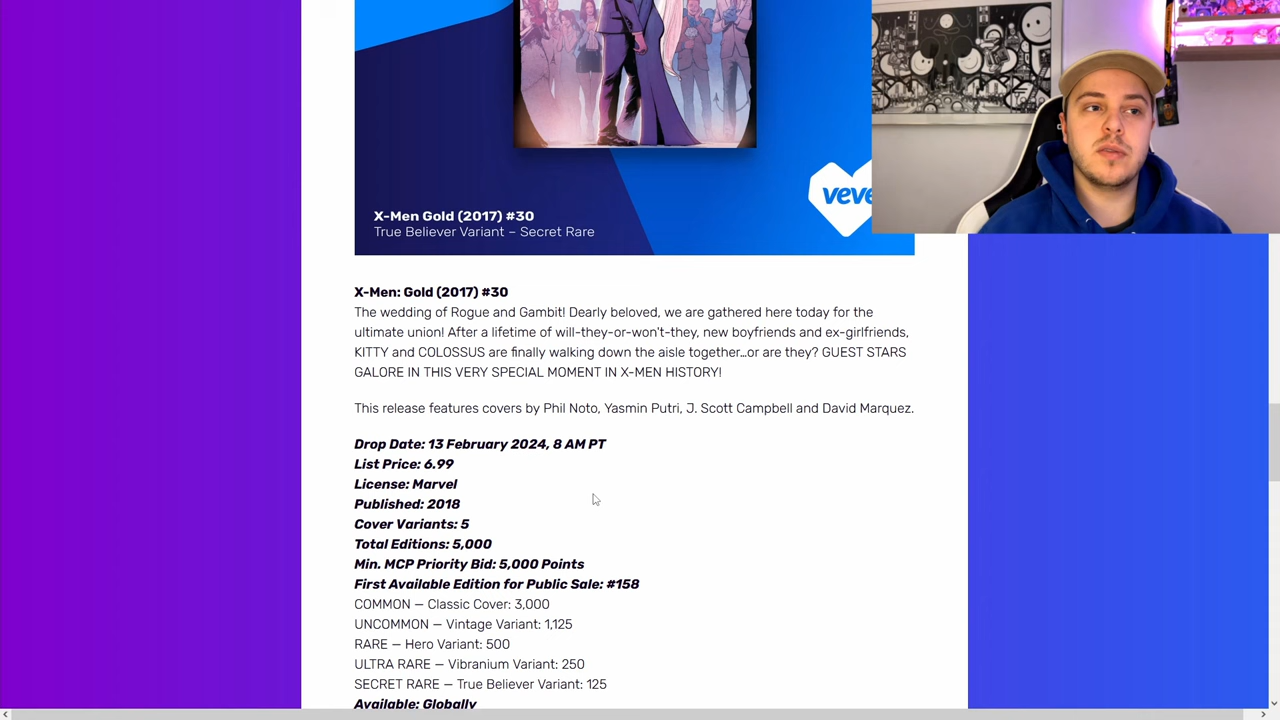 veve
X-Men Gold (2017) #30
True Believer Variant – Secret Rare
X-Men: Gold (2017) #30
The wedding of Rogue and Gambit! Dearly beloved, we are gathered here today for the
ultimate union! After a lifetime of will-they-or-won't-they, new boyfriends and ex-girlfriends,
KITTY and COLOSSUS are finally walking down the aisle together…or are they? GUEST STARS
GALORE IN THIS VERY SPECIAL MOMENT IN X-MEN HISTORY!
This release features covers by Phil Noto, Yasmin Putri, J. Scott Campbell and David Marquez.
Drop Date: 13 February 2024, 8 AM PT
List Price: 6.99
License: Marvel
Published: 2018
Cover Variants: 5
Total Editions: 5,000
Min. MCP Priority Bid: 5,000 Points
First Available Edition for Public Sale: #158
COMMON — Classic Cover: 3,000
UNCOMMON — Vintage Variant: 1,125
RARE — Hero Variant: 500
ULTRA RARE — Vibranium Variant: 250
SECRET RARE — True Believer Variant: 125
Available: Globally